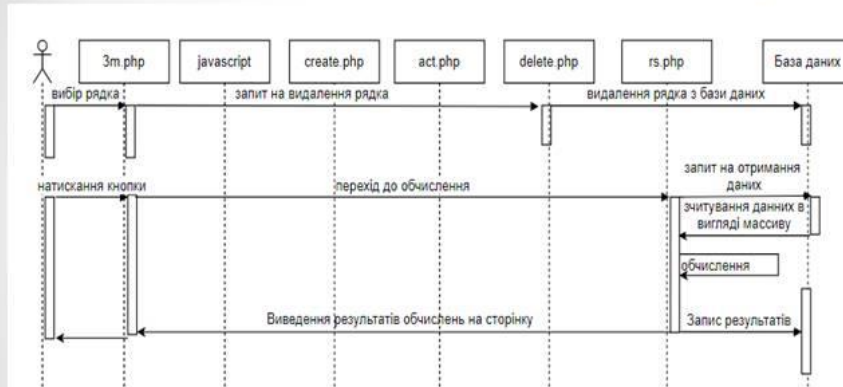 3m.php
javascript
create.php
act.php
delete.php
rs.php
База даних
вибір рядка
запит на видалення рядка
видалення рядка з бази даних
запит на отримання
даних
натискання кнопки
перехід до обчислення
зчитування данних в
вигляді массиву
обчислення
Виведення результатів обчислень на сторінку
Запис результатів